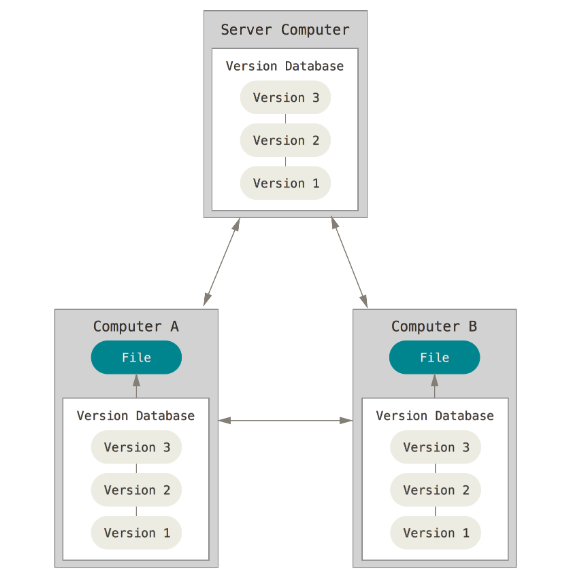 Server Computer
Version Database
Version 3
Version 2
Version 1
Computer A
File
Version Database
Version 3
Version 2
Version 1
Computer B
File
Version Database
Version 3
Version 2
Version 1